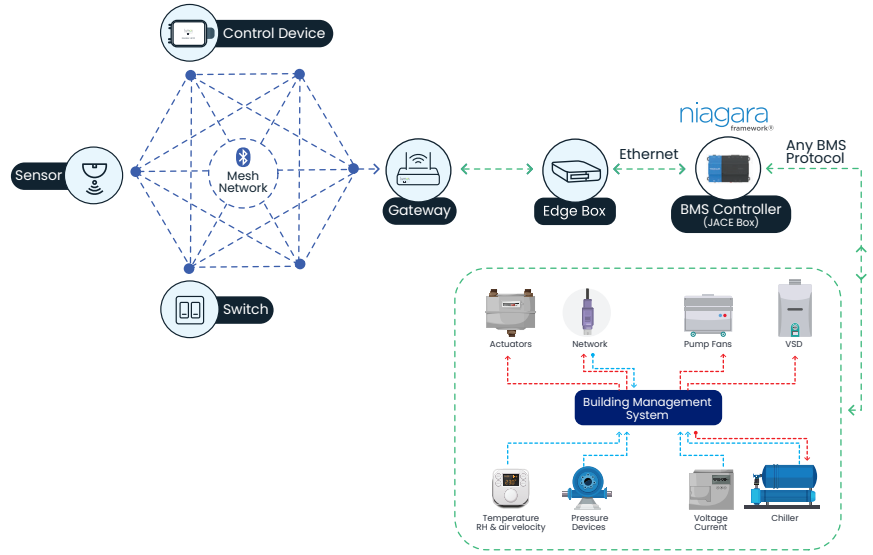 Control Device
niagara
framework®
Any BMS
Protocol
Ethernet
Mesh
Network
Sensor
Gateway
Edge Box
BMS Controller
(JACE Box)
Switch
Actuators
Network
Pump Fans
VSD
Building Management
System
Temperature
RH & air velocity
Pressure
Devices
Voltage
Current
Chiller